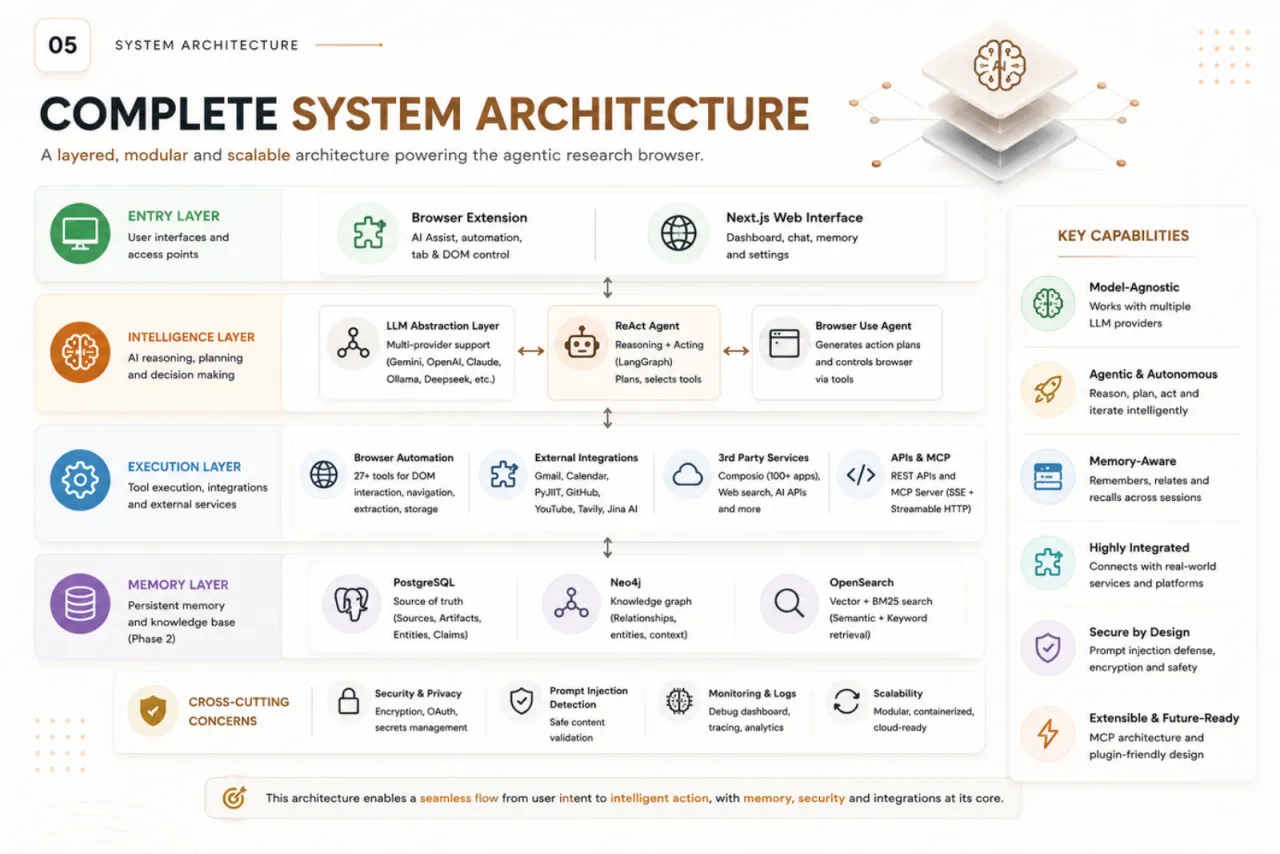 05
SYSTEM ARCHITECTURE
AI
COMPLETE SYSTEM ARCHITECTURE
A layered, modular and scalable architecture powering the agentic research browser.
ENTRY LAYER
User interfaces and
access points
Browser Extension
AI Assist, automation,
tab & DOM control
Next.js Web Interface
Dashboard, chat, memory
and settings
INTELLIGENCE LAYER
AI reasoning, planning
and decision making
LLM Abstraction Layer
Multi-provider support
(Gemini, OpenAI, Claude,
Ollama, Deepseek, etc.)
ReAct Agent
Reasoning + Acting
(LangGraph)
Plans, selects tools
Browser Use Agent
Generates action plans
and controls browser
via tools
EXECUTION LAYER
Tool execution, integrations
and external services
Browser Automation
27+ tools for DOM
interaction, navigation,
extraction, storage
External Integrations
Gmail, Calendar,
PyJIIT, GitHub,
YouTube, Tavily, Jina AI
3rd Party Services
Composio (100+ apps),
Web search, AI APIs
and more
</>
APIs & MCP
REST APIs and
MCP Server (SSE +
Streamable HTTP)
MEMORY LAYER
Persistent memory
and knowledge base
(Phase 2)
PostgreSQL
Source of truth
(Sources, Artifacts,
Entities, Claims)
Neo4j
Knowledge graph
(Relationships,
entities, context)
OpenSearch
Vector + BM25 search
(Semantic + Keyword
retrieval)
CROSS-CUTTING
CONCERNS
Security & Privacy
Encryption, OAuth,
secrets management
Prompt Injection
Detection
Safe content
validation
Monitoring & Logs
Debug dashboard,
tracing, analytics
Scalability
Modular, containerized,
cloud-ready
KEY CAPABILITIES
Model-Agnostic
Works with multiple
LLM providers
Agentic & Autonomous
Reason, plan, act and
iterate intelligently
Memory-Aware
Remembers, relates and
recalls across sessions
Highly Integrated
Connects with real-world
services and platforms
Secure by Design
Prompt injection defense,
encryption and safety
Extensible & Future-Ready
MCP architecture and
plugin-friendly design
This architecture enables a seamless flow from user intent to intelligent action, with memory, security and integrations at its core.